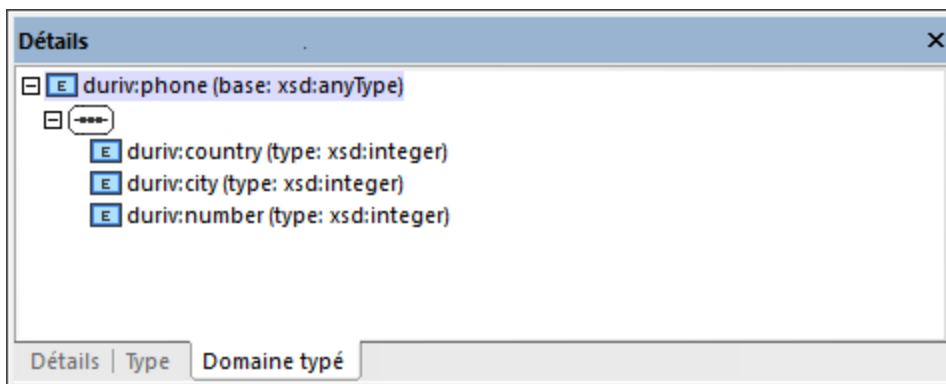 Détails
E duriv:phone (base: xsd:anyType)
E duriv:country (type: xsd:integer)
E duriv:city (type: xsd:integer)
E duriv:number (type: xsd:integer)
Détails | Type Domaine typé